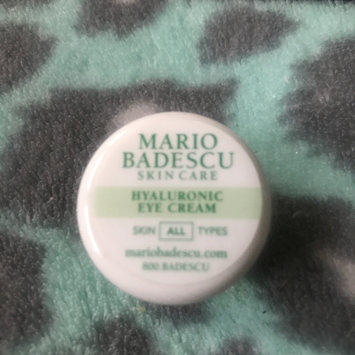 MARIO
BADESCU
SKIN CARE
HYALURONIC
EYE CREAM
SKIN ALL TYPES
mariobadescu.com
800.BADESCU